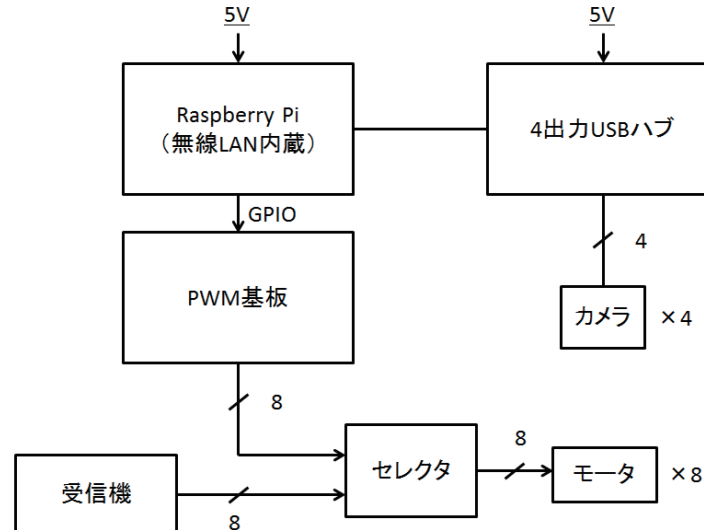 5V
5V
Raspberry Pi
（無線LAN内蔵）
4出力USBハブ
GPIO
4
PWM基板
カメラ
×4
8
セレクタ
8
モータ
×8
受信機
8